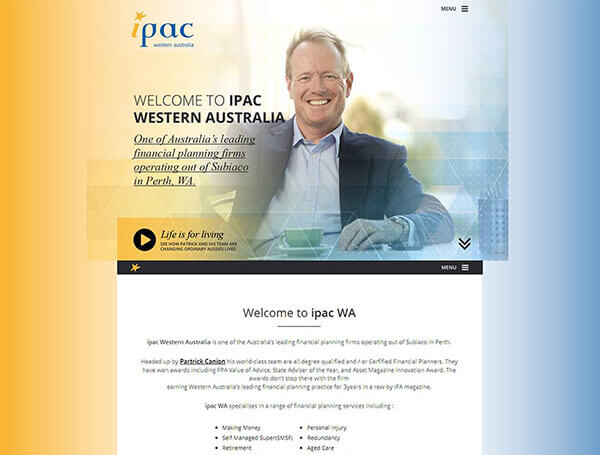 MENU
ipac
western australia
WELCOME TO IPAC
WESTERN AUSTRALIA
One of Australia's leading
financial planning firms
operating out of Subiaco
in Perth, WA.
Life is for living
SEE HOW PATRICK AND HIS TEAM ARE
CHANGING ORDINARY AUSSIES LIVES
MENU
Welcome to ipac WA
ipac Western Australia is one of the Australia's leading financial planning firms operating out of Subiaco in Perth.
Headed up by Partrick Canion his world-class team are all degree qualified and / or Certified Financial Planners. They
have won awards including FPA Value of Advice, State Adviser of the Year, and Asset Magazine Innovation Award. The
awards don't stop there with the firm
earning Western Australia's leading financial planning practice for 3years in a row by IFA magazine.
ipac WA specialises in a range of financial planning services including :
Making Money
Self Managed Super(SMSF)
Retirement
Personal Injury
Redundancy
Aged Care